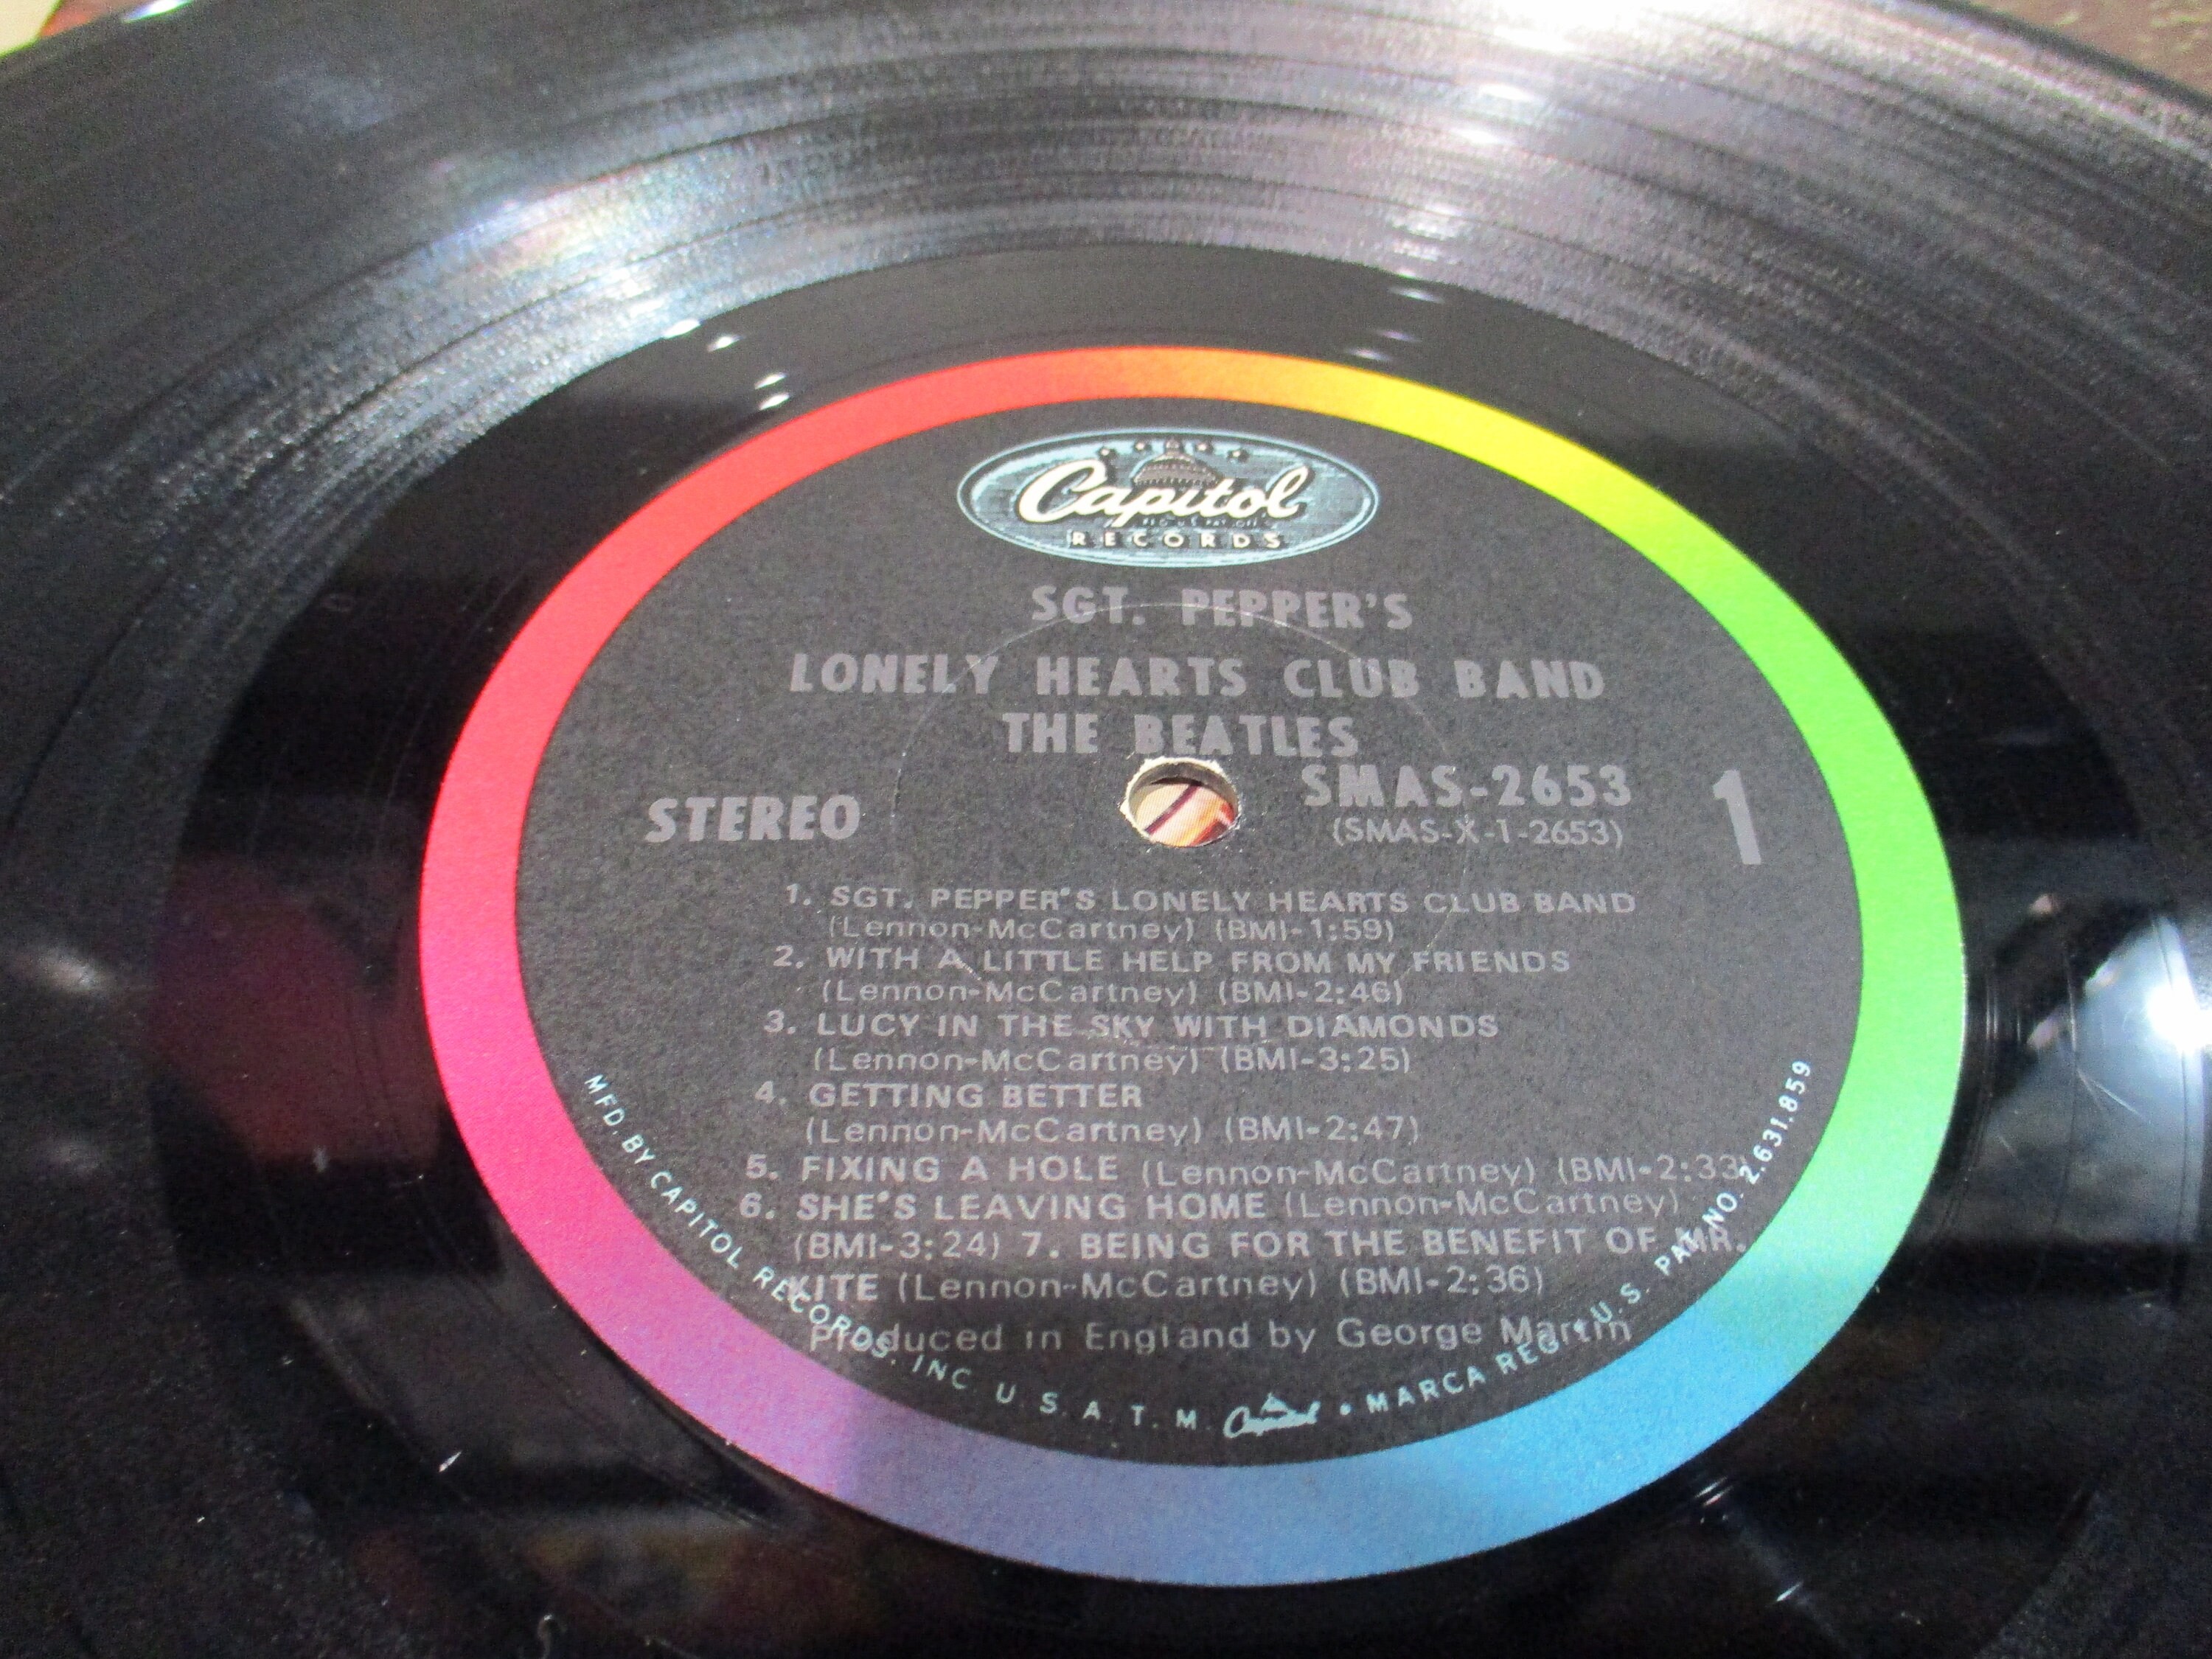 Capitol
RECORDS
SGT. PEPPER'S
LONELY HEARTS CLUB BAND
THE BEATLES
STEREO
SMAS-2653
(SMAS-X-1-2653)
1
1. SGT. PEPPER'S LONELY HEARTS CLUB BAND
(Lennon-McCartney) (BMI-1:59)
2. WITH A LITTLE HELP FROM MY FRIENDS
(Lennon-McCartney) (BMI-2:46)
3. LUCY IN THE SKY WITH DIAMONDS
(Lennon-McCartney) (BMI-3:25)
4. GETTING BETTER
(Lennon-McCartney) (BMI-2:47)
5. FIXING A HOLE (Lennon-McCartney) (BMI-2:33)
6. SHE'S LEAVING HOME (Lennon-McCartney)
(BMI-3:24) 7. BEING FOR THE BENEFIT OF MR.
KITE (Lennon-McCartney) (BMI-2:36)
Produced in England by George Martin
MFD. BY CAPITOL RECORDS, INC. U.S.A. T.M. Capitol • MARCA REG. • U.S. PAT. NO. 2,631,859